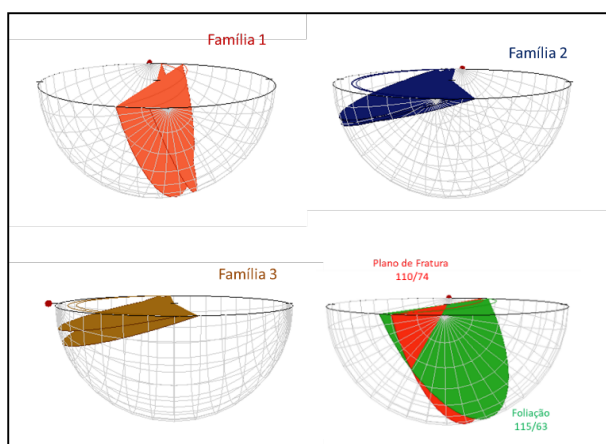 Família 1
Família 2
Família 3
Plano de Fratura
110/74
Foliação
115/63